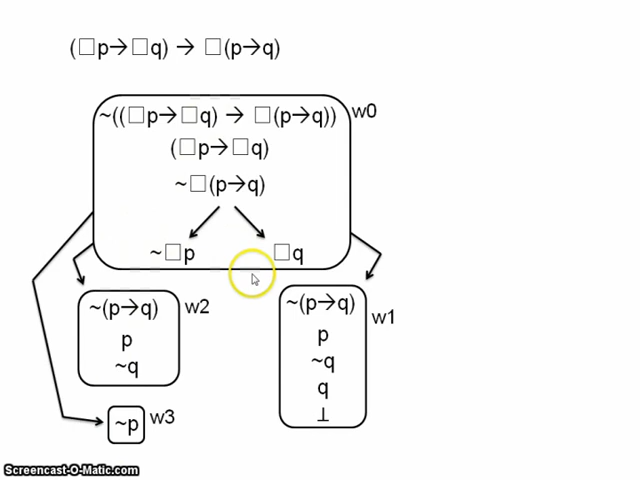 (□p→□q) → □(p→q)
~((□p→□q) → □(p→q)) w0
(□p→□q)
~□(p→q)
~□p □q
~(p→q) w2
p
~q
~(p→q) w1
p
~q
q
⊥
~p w3
Screencast-O-Matic.com